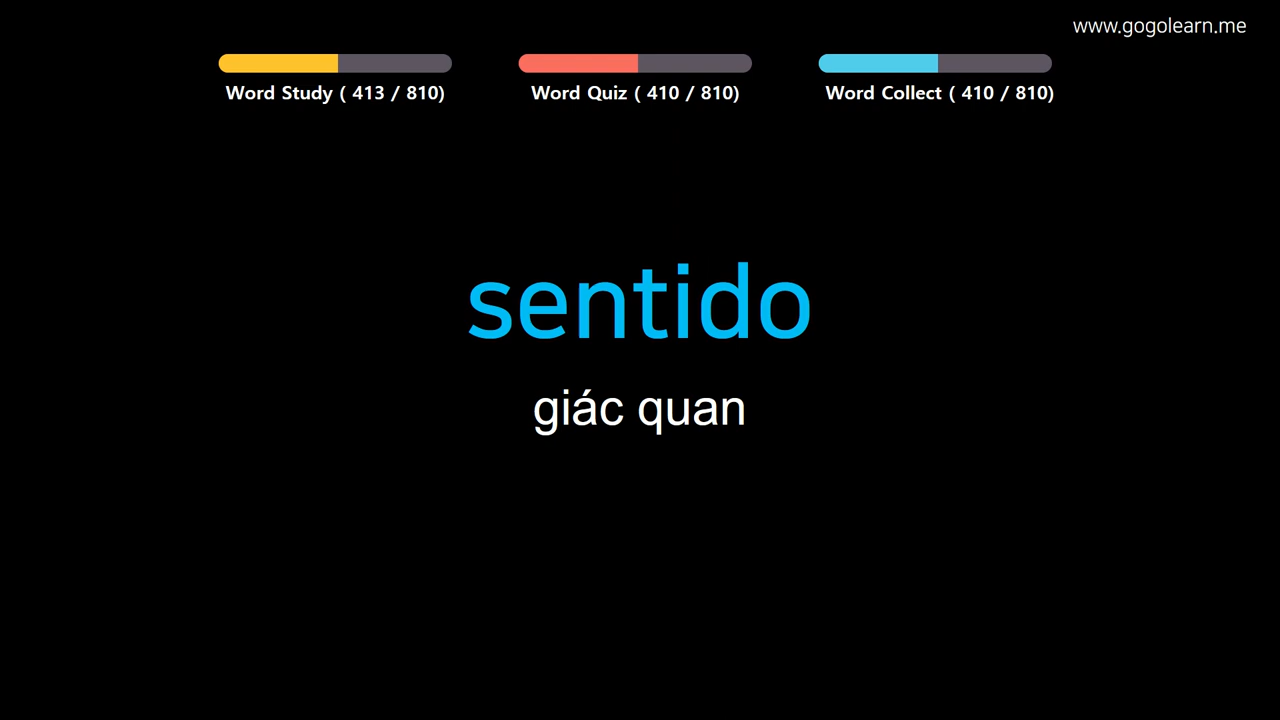 www.gogolearn.me
Word Study ( 413 / 810)
Word Quiz ( 410 / 810)
Word Collect ( 410 / 810)
sentido
giác quan